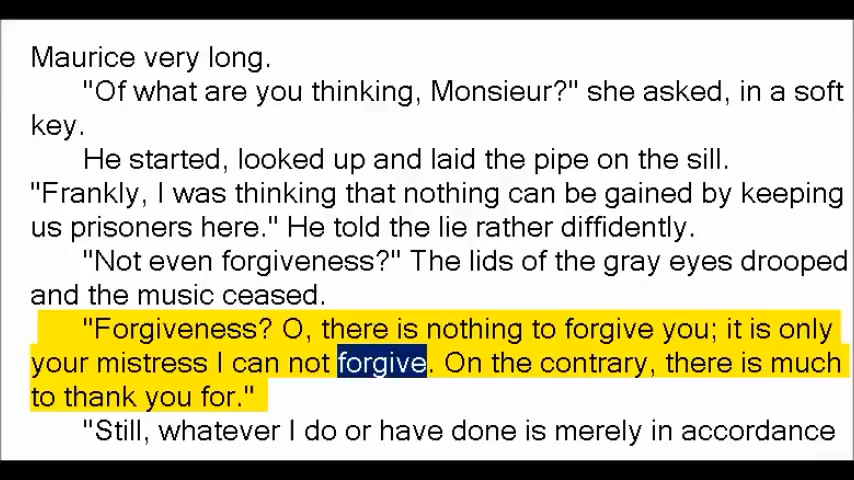 Maurice very long.
"Of what are you thinking, Monsieur?" she asked, in a soft
key.
He started, looked up and laid the pipe on the sill.
"Frankly, I was thinking that nothing can be gained by keeping
us prisoners here." He told the lie rather diffidently.
"Not even forgiveness?" The lids of the gray eyes drooped
and the music ceased.
"Forgiveness? O, there is nothing to forgive you; it is only
your mistress I can not forgive. On the contrary, there is much
to thank you for."
"Still, whatever I do or have done is merely in accordance